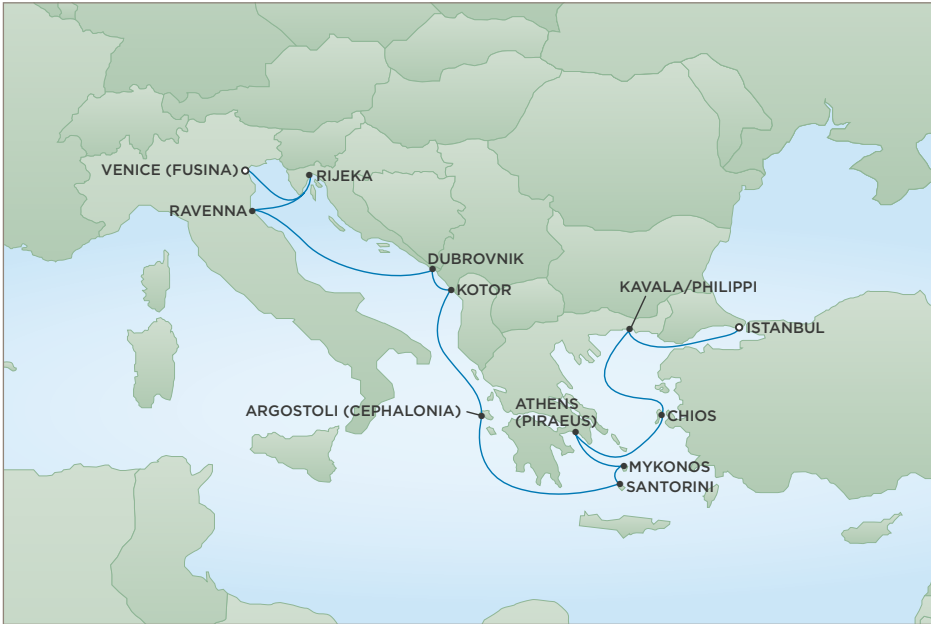 VENICE (FUSINA)
RIJEKA
RAVENNA
DUBROVNIK
KOTOR
KAVALA/PHILIPPI
ISTANBUL
ARGOSTOLI (CEPHALONIA)
ATHENS
(PIRAEUS)
CHIOS
MYKONOS
SANTORINI